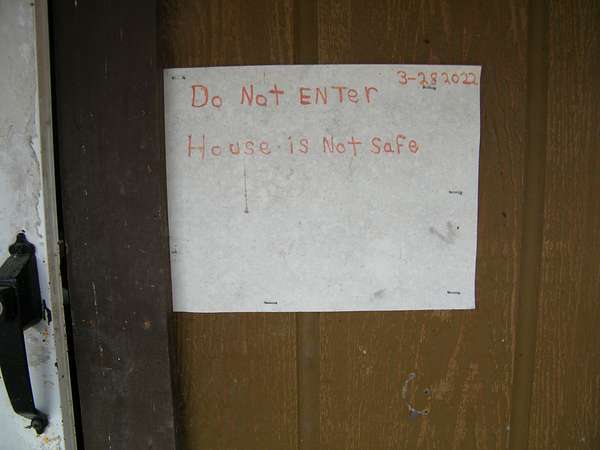 3-28 2022
Do Not ENTer
House is Not safe